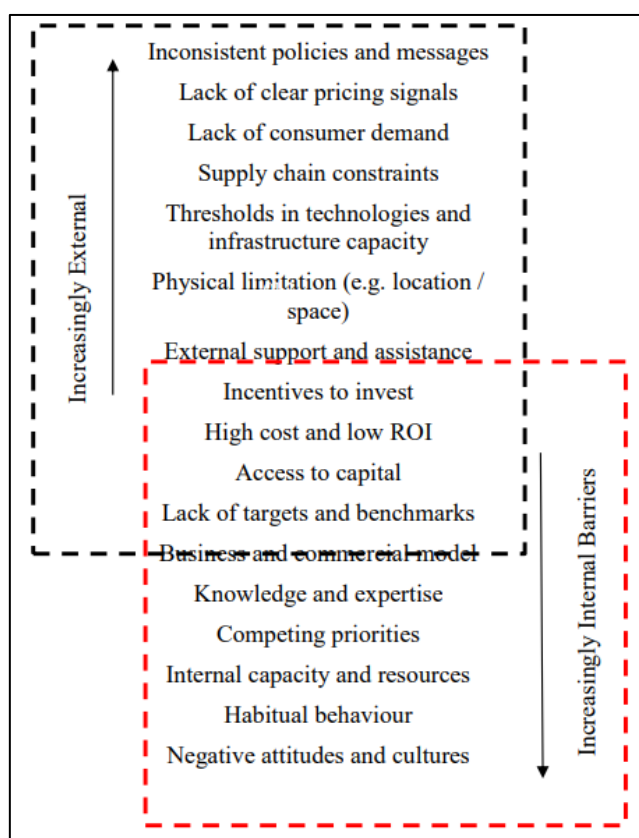 Inconsistent policies and messages
Lack of clear pricing signals
Lack of consumer demand
Supply chain constraints
Thresholds in technologies and
infrastructure capacity
Physical limitation (e.g. location /
space)
External support and assistance
Incentives to invest
High cost and low ROI
Access to capital
Lack of targets and benchmarks
Business and commercial model
Knowledge and expertise
Competing priorities
Internal capacity and resources
Habitual behaviour
Negative attitudes and cultures
Increasingly External
Increasingly Internal Barriers